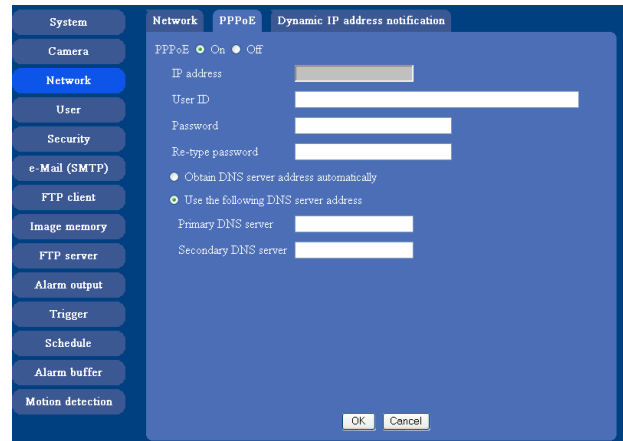 System
Camera
Network
User
Security
e-Mail (SMTP)
FTP client
Image memory
FTP server
Alarm output
Trigger
Schedule
Alarm buffer
Motion detection
Network PPPoE Dynamic IP address notification
PPPoE On Off
IP address
User ID
Password
Re-type password
Obtain DNS server address automatically
Use the following DNS server address
Primary DNS server
Secondary DNS server
OK Cancel